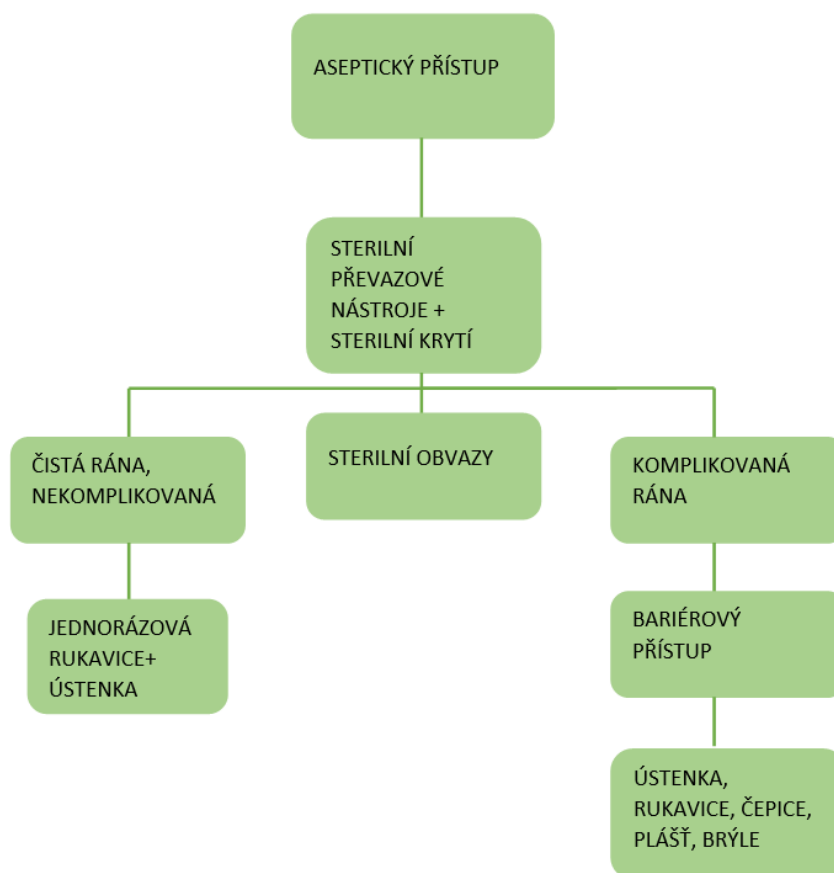 ASEPTICKÝ PŘÍSTUP
STERILNÍ
PŘEVAZOVÉ
NÁSTROJE +
STERILNÍ KRYTÍ
ČISTÁ RÁNA,
NEKOMPLIKOVANÁ
STERILNÍ OBVAZY
KOMPLIKOVANÁ
RÁNA
JEDNORÁZOVÁ
RUKAVICE+
ÚSTENKA
BARIÉROVÝ
PŘÍSTUP
ÚSTENKA,
RUKAVICE, ČEPICE,
PLÁŠŤ, BRÝLE